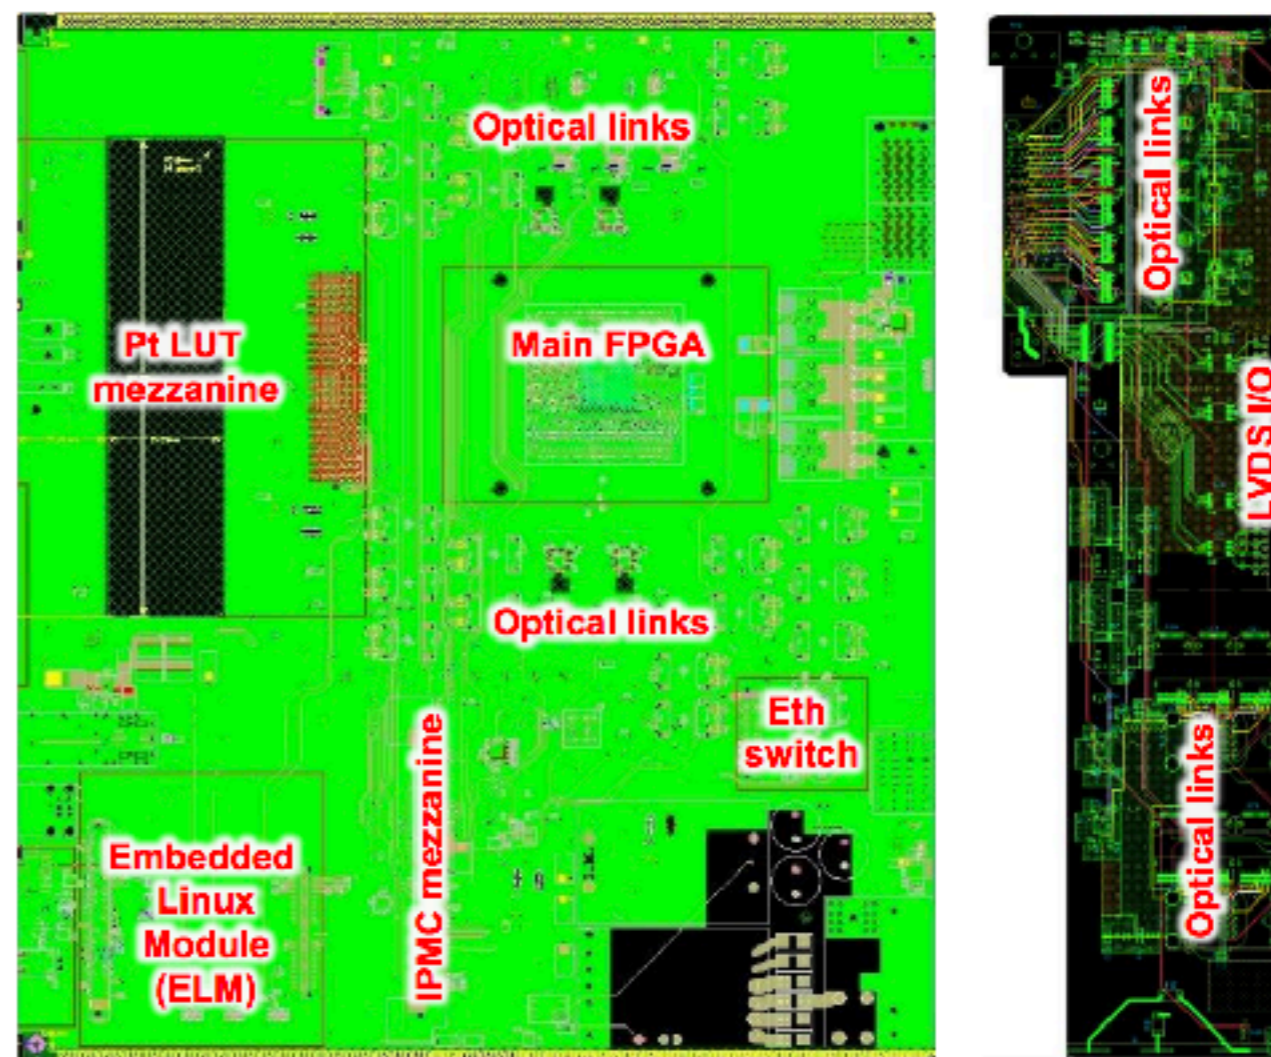 Optical links
Pt LUT
mezzanine
Main FPGA
Optical links
Eth
switch
IPMC mezzanine
Embedded
Linux
Module
(ELM)
Optical links
LVDS I/O
Optical links